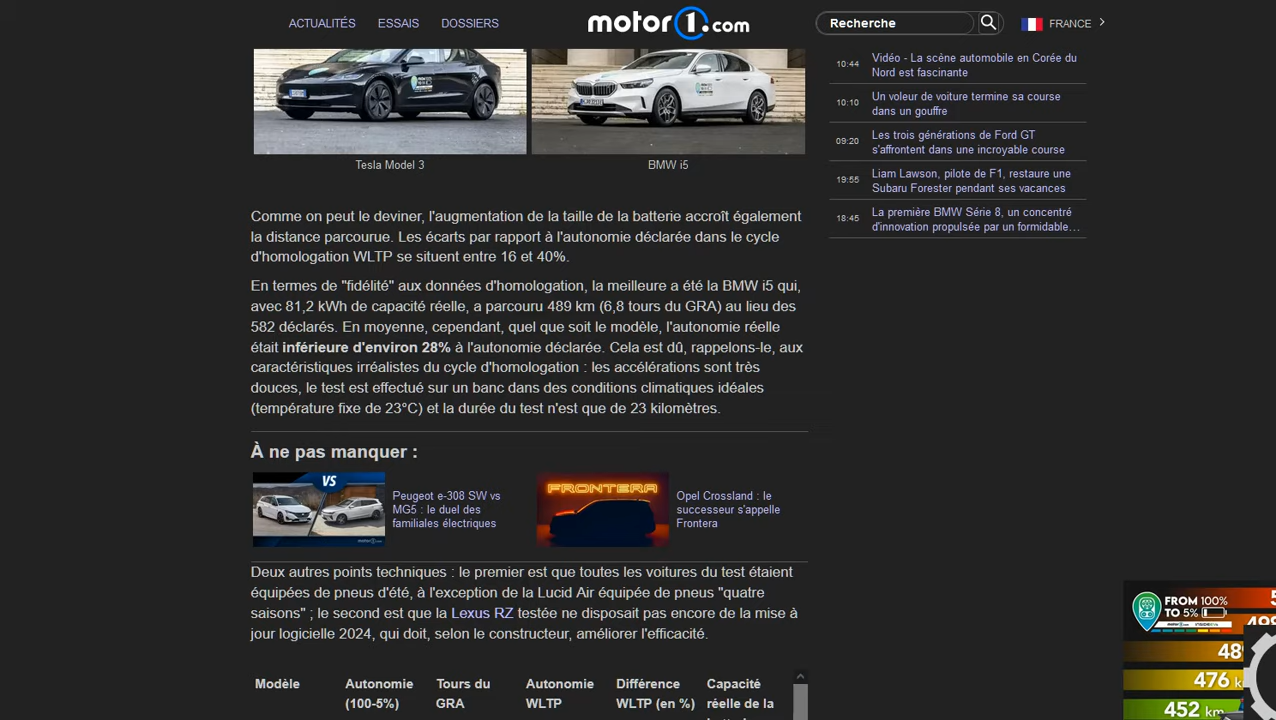 ACTUALITÉS ESSAIS DOSSIERS
motor1.com
Recherche
FRANCE
Tesla Model 3
BMW i5
Comme on peut le deviner, l'augmentation de la taille de la batterie accroît également
la distance parcourue. Les écarts par rapport à l'autonomie déclarée dans le cycle
d'homologation WLTP se situent entre 16 et 40%.
En termes de "fidélité" aux données d'homologation, la meilleure a été la BMW i5 qui,
avec 81,2 kWh de capacité réelle, a parcouru 489 km (6,8 tours du GRA) au lieu des
582 déclarés. En moyenne, cependant, quel que soit le modèle, l'autonomie réelle
était inférieure d'environ 28% à l'autonomie déclarée. Cela est dû, rappelons-le, aux
caractéristiques irréalistes du cycle d'homologation : les accélérations sont très
douces, le test est effectué sur un banc dans des conditions climatiques idéales
(température fixe de 23°C) et la durée du test n'est que de 23 kilomètres.
À ne pas manquer :
VS
motor1.com
Peugeot e-308 SW vs
MG5 : le duel des
familiales électriques
FRONTERA
Opel Crossland : le
successeur s'appelle
Frontera
Deux autres points techniques : le premier est que toutes les voitures du test étaient
équipées de pneus d'été, à l'exception de la Lucid Air équipée de pneus "quatre
saisons" ; le second est que la Lexus RZ testée ne disposait pas encore de la mise à
jour logicielle 2024, qui doit, selon le constructeur, améliorer l'efficacité.
Modèle Autonomie (100-5%) Tours du GRA Autonomie WLTP Différence WLTP (en %) Capacité réelle de la
10:44 Vidéo - La scène automobile en Corée du
Nord est fascinante
10:10 Un voleur de voiture termine sa course
dans un gouffre
09:20 Les trois générations de Ford GT
s'affrontent dans une incroyable course
19:55 Liam Lawson, pilote de F1, restaure une
Subaru Forester pendant ses vacances
18:45 La première BMW Série 8, un concentré
d'innovation propulsée par un formidable…
FROM 100%
TO 5%
476 k
452 km